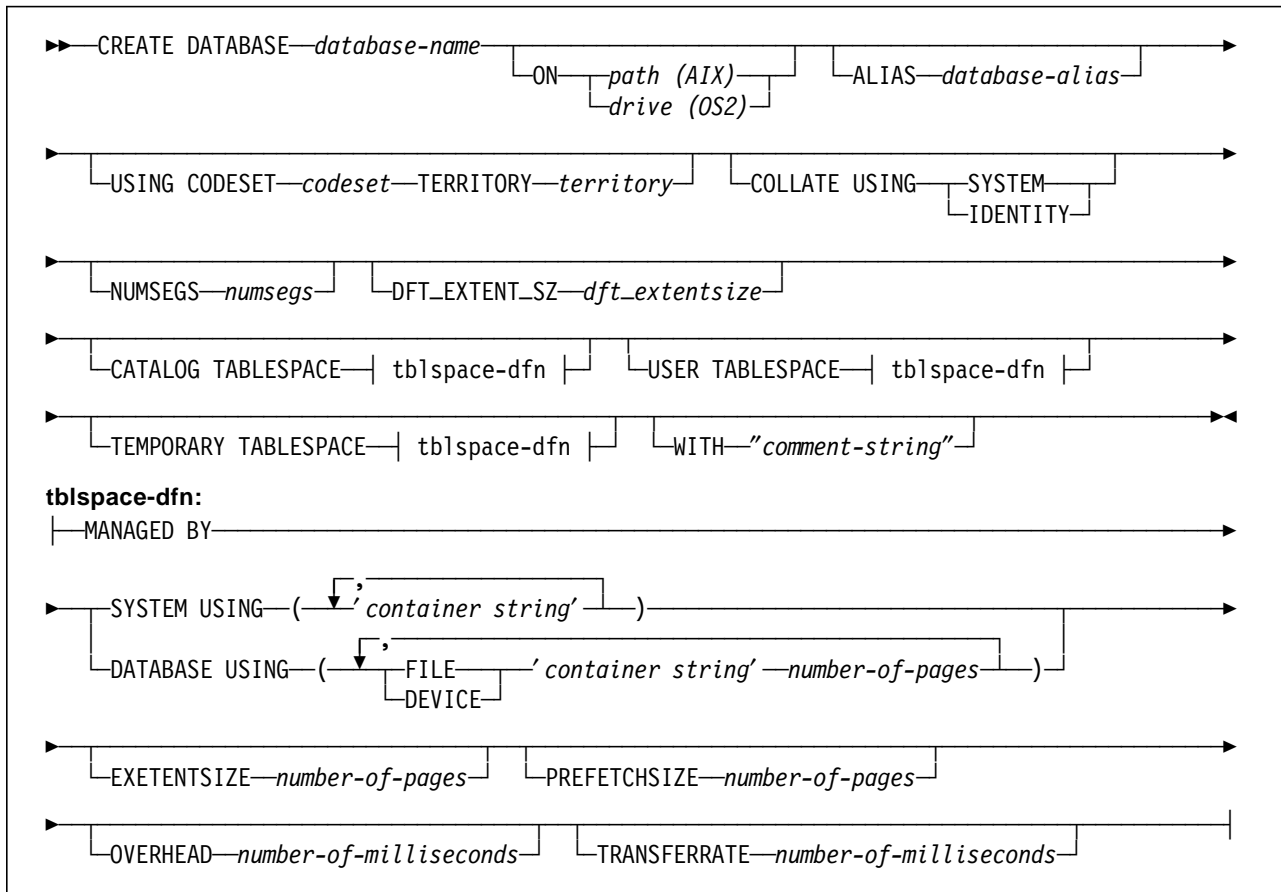 CREATE DATABASE database-name
ON path (AIX) ALIAS database-alias
drive (OS2)
USING CODESET codeset TERRITORY territory COLLATE USING SYSTEM
IDENTITY
NUMSEGS numsegs DFT_EXTENT_SZ dft_extentsize
CATALOG TABLESPACE tblspace-dfn USER TABLESPACE tblspace-dfn
TEMPORARY TABLESPACE tblspace-dfn WITH "comment-string"
tblspace-dfn:
MANAGED BY
,
SYSTEM USING ( 'container string' )
,
DATABASE USING ( FILE 'container string' number-of-pages )
DEVICE
EXETENTSIZE number-of-pages PREFETCHSIZE number-of-pages
OVERHEAD number-of-milliseconds TRANSFERRATE number-of-milliseconds